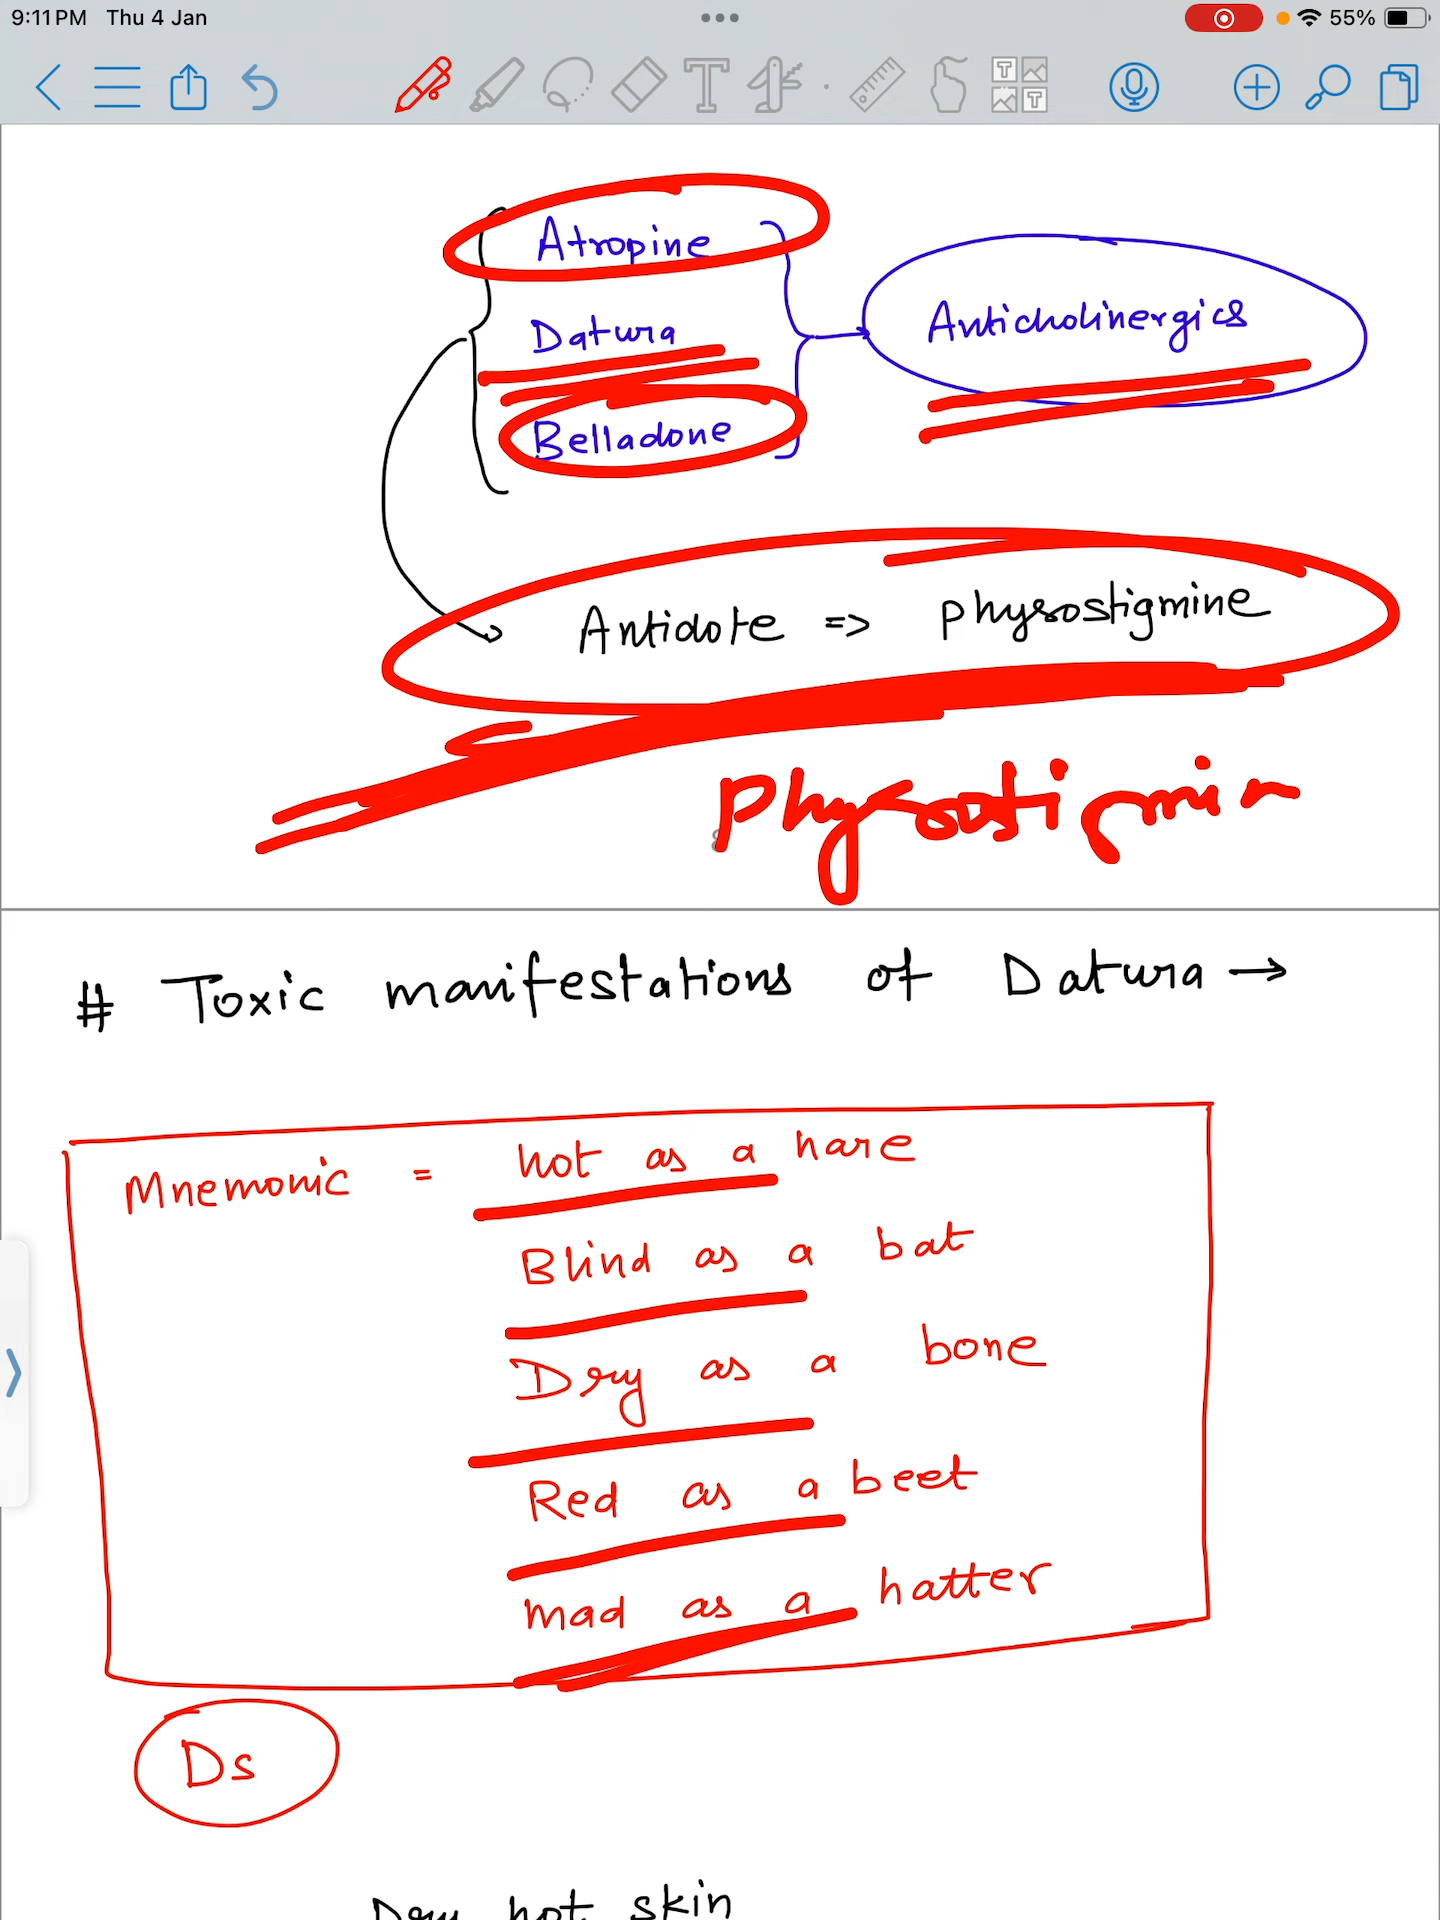 9:11 PM Thu 4 Jan
55%
Atropine
Datura
Belladone
Anticholinergics
Antidote => physostigmine
physostigmin
# Toxic manifestations of Datura →
Mnemonic = hot as a hare
Blind as a bat
Dry as a bone
Red as a beet
mad as a hatter
Ds
Dry hot skin